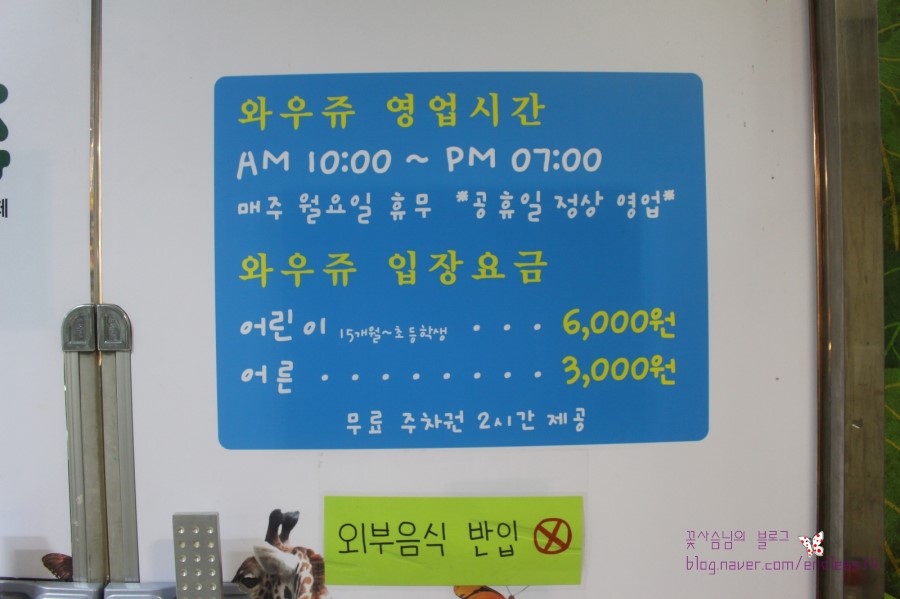 와우쥬 영업시간
AM 10:00 ~ PM 07:00
매주 월요일 휴무 *공휴일 정상 영업*
와우쥬 입장요금
어린이 15개월~초등학생 . . . 6,000원
어른 . . . . . . . . . 3,000원
무료 주차권 2시간 제공
외부음식 반입
꽃사슴님의 블로그